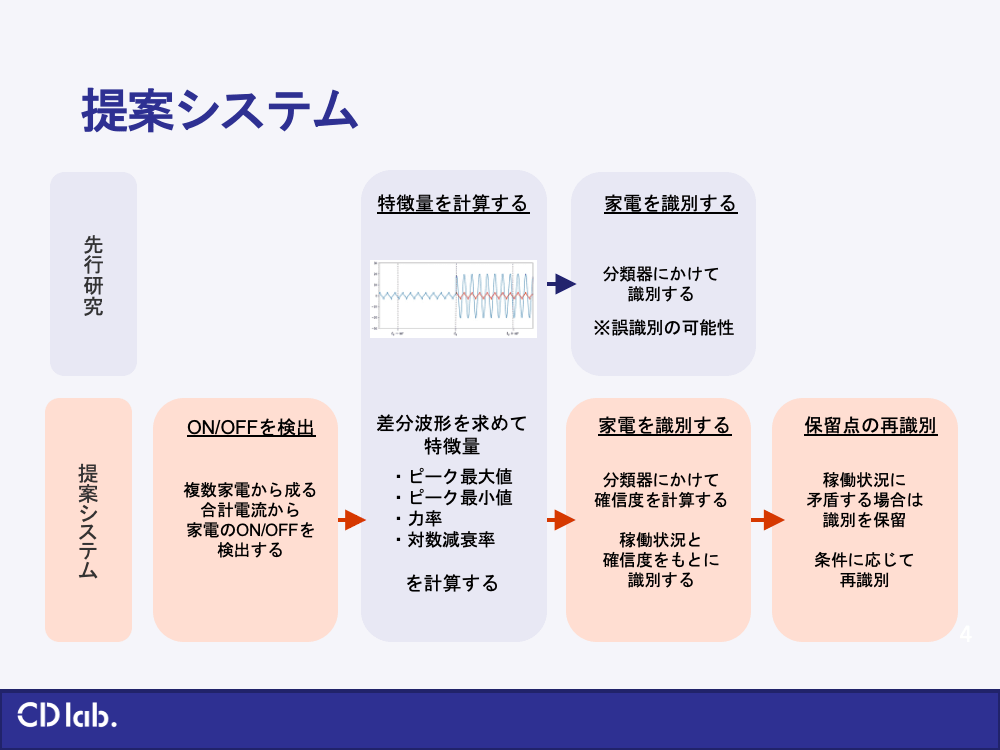 提案システム
先行研究
特徴量を計算する
家電を識別する
分類器にかけて
識別する
※誤識別の可能性
提案システム
ON/OFFを検出
複数家電から成る
合計電流から
家電のON/OFFを
検出する
差分波形を求めて
特徴量
・ピーク最大値
・ピーク最小値
・力率
・対数減衰率
を計算する
家電を識別する
分類器にかけて
確信度を計算する
稼働状況と
確信度をもとに
識別する
保留点の再識別
稼働状況に
矛盾する場合は
識別を保留
条件に応じて
再識別
4
CD lab.